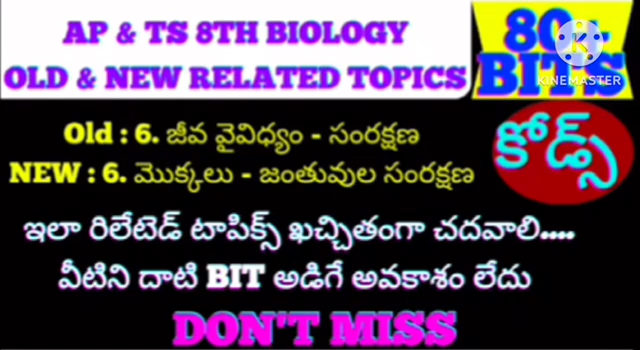 AP & TS 8TH BIOLOGY
OLD & NEW RELATED TOPICS
80+
BITS
KINEMASTER
Old : 6. జీవ వైవిధ్యం - సంరక్షణ
NEW : 6. మొక్కలు - జంతువుల సంరక్షణ
కోడ్స్
ఇలా రిలేటెడ్ టాపిక్స్ ఖచ్చితంగా చదవాలి....
వీటిని దాటి BIT అడిగే అవకాశం లేదు
DON'T MISS